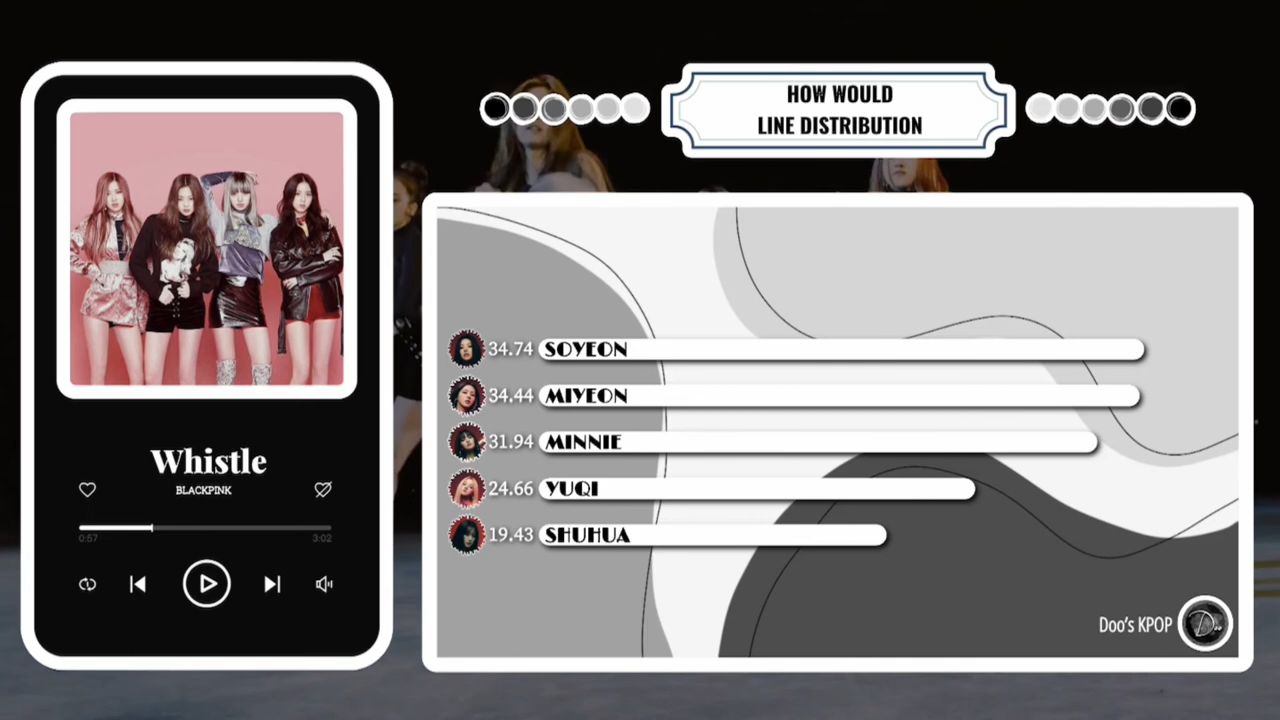 HOW WOULD
LINE DISTRIBUTION
Whistle
BLACKPINK
0:57 3:02
34.74 SOYEON
34.44 MIYEON
31.94 MINNIE
24.66 YUQI
19.43 SHUHUA
Doo's KPOP
D..